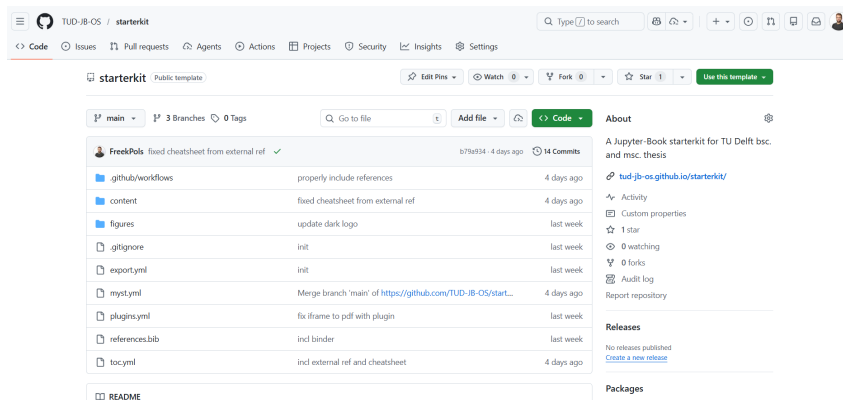 TUD-JB-OS / starterkit
Type / to search
Code
Issues
Pull requests
Agents
Actions
Projects
Security
Insights
Settings
starterkit Public template
Edit Pins
Watch 0
Fork 0
Star 1
Use this template
main
3 Branches
0 Tags
Go to file t
Add file
Code
FreekPols fixed cheatsheet from external ref b79a934 · 4 days ago 14 Commits
.github/workflows properly include references 4 days ago
content fixed cheatsheet from external ref 4 days ago
figures update dark logo last week
.gitignore init last week
export.yml init last week
myst.yml Merge branch 'main' of https://github.com/TUD-JB-OS/start... 4 days ago
plugins.yml fix iframe to pdf with plugin last week
references.bib incl binder last week
toc.yml incl external ref and cheatsheet 4 days ago
README
About
A Jupyter-Book starterkit for TU Delft bsc.
and msc. thesis
tud-jb-os.github.io/starterkit/
Activity
Custom properties
1 star
0 watching
0 forks
Audit log
Report repository
Releases
No releases published
Create a new release
Packages